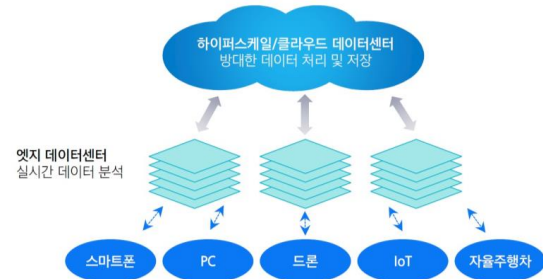 하이퍼스케일/클라우드 데이터센터
방대한 데이터 처리 및 저장
엣지 데이터센터
실시간 데이터 분석
스마트폰
PC
드론
IoT
자율주행차